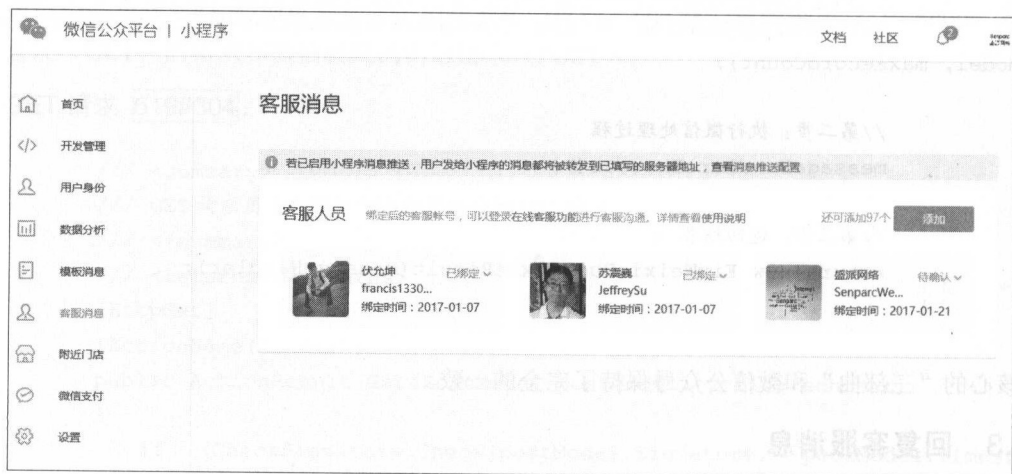 微信公众平台 | 小程序
文档 社区 2
首页
开发管理
用户身份
数据分析
模板消息
客服消息
附近门店
微信支付
设置
客服消息
若已启用小程序消息推送，用户发给小程序的消息都将被转发到已填写的服务器地址，查看消息推送配置
客服人员 绑定后的客服帐号，可以登录在线客服功能进行客服沟通。详情查看使用说明 还可添加97个 添加
伏允坤 已绑定
francis1330...
绑定时间：2017-01-07
苏震巍 已绑定
JeffreySu
绑定时间：2017-01-07
盛派网络 待确认
SenparcWe...
绑定时间：2017-01-21